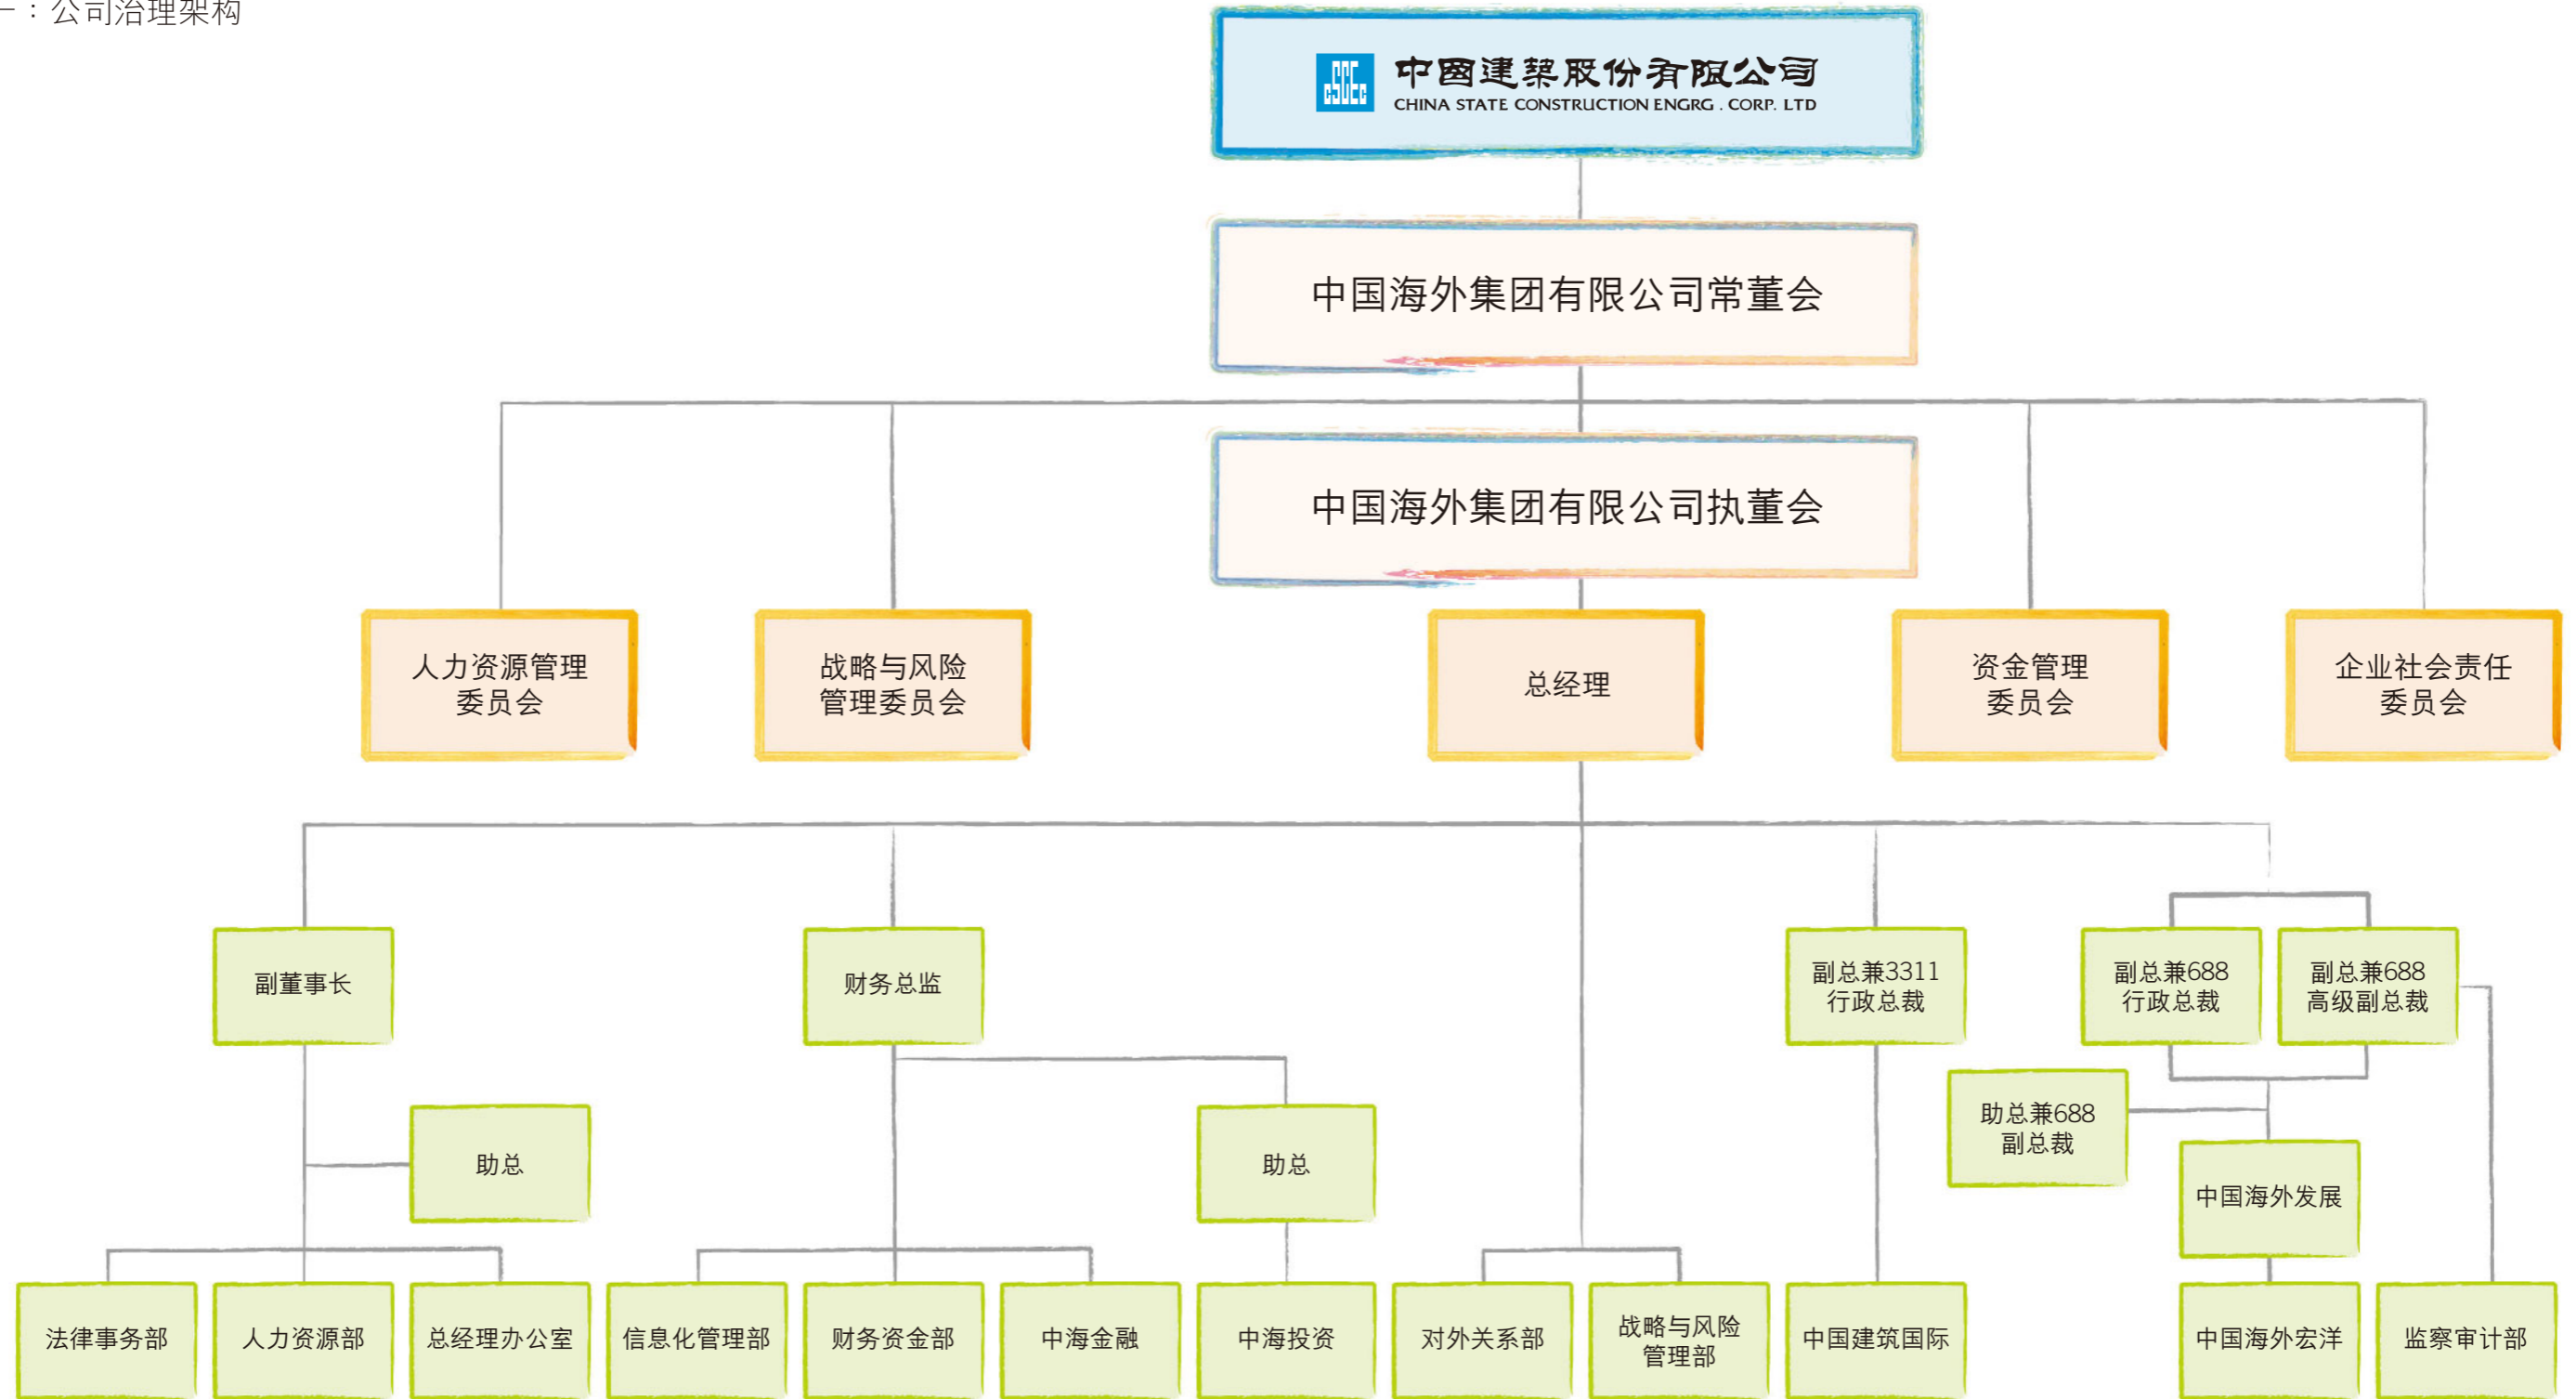 一：公司治理架构
CSCEC
中國建築股份有限公司
CHINA STATE CONSTRUCTION ENGRG . CORP. LTD
中国海外集团有限公司常董会
中国海外集团有限公司执董会
人力资源管理
委员会
战略与风险
管理委员会
总经理
资金管理
委员会
企业社会责任
委员会
副董事长
财务总监
副总兼3311
行政总裁
副总兼688
行政总裁
副总兼688
高级副总裁
助总
助总
助总兼688
副总裁
中国海外发展
法律事务部
人力资源部
总经理办公室
信息化管理部
财务资金部
中海金融
中海投资
对外关系部
战略与风险
管理部
中国建筑国际
中国海外宏洋
监察审计部